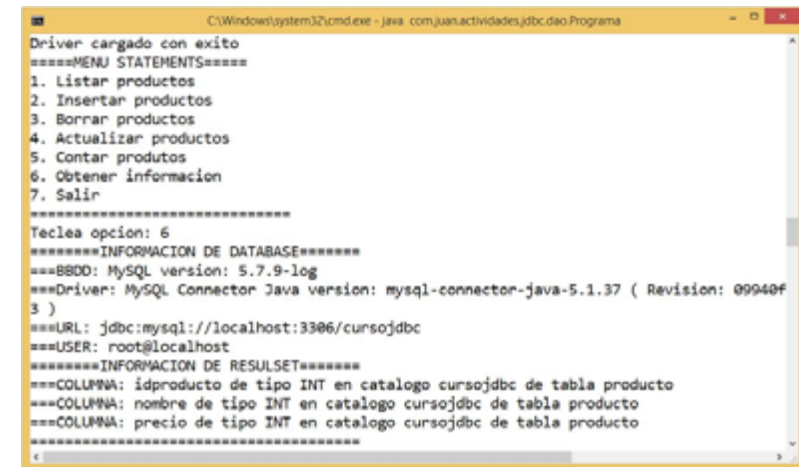 C:\Windows\system32\cmd.exe - java com.juan.actividades.jdbc.dao.Programa
Driver cargado con exito
=====MENU STATEMENTS=====
1. Listar productos
2. Insertar productos
3. Borrar productos
4. Actualizar productos
5. Contar produtos
6. Obtener informacion
7. Salir
==============================
Teclea opcion: 6
========INFORMACION DE DATABASE=======
===BBDD: MySQL version: 5.7.9-log
===Driver: MySQL Connector Java version: mysql-connector-java-5.1.37 ( Revision: 09940f
3 )
===URL: jdbc:mysql://localhost:3306/cursojdbc
===USER: root@localhost
========INFORMACION DE RESULSET=======
===COLUMNA: idproducto de tipo INT en catalogo cursojdbc de tabla producto
===COLUMNA: nombre de tipo INT en catalogo cursojdbc de tabla producto
===COLUMNA: precio de tipo INT en catalogo cursojdbc de tabla producto
======================================